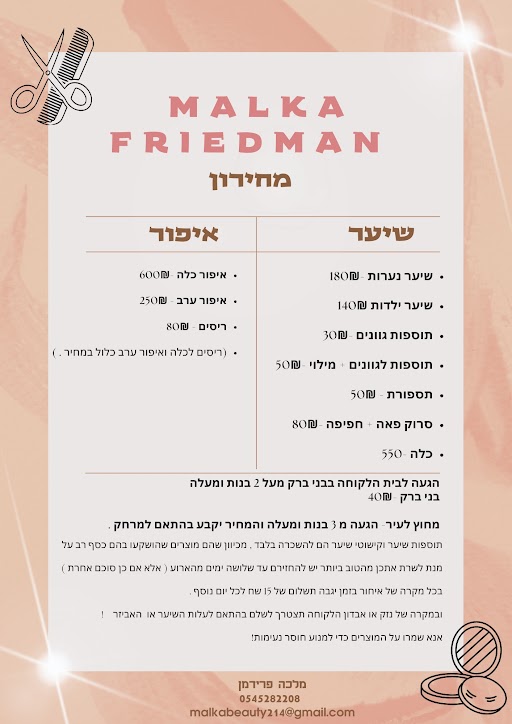 MALKA
FRIEDMAN
מחירון
שיער
איפור
שיער נערות -180₪
שיער ילדות 140₪
תוספות גוונים -30₪
תוספות לגוונים + מילוי -50₪
תספורת - 50₪
סרוק פאה + חפיפה -80₪
כלה -550
איפור כלה -600₪
איפור ערב - 250₪
ריסים - 80₪
(ריסים לכלה ואיפור ערב כלול במחיר . )
הגעה לבית הלקוחה בבני ברק מעל 2 בנות ומעלה
בני ברק -40₪
מחוץ לעיר- הגעה מ 3 בנות ומעלה והמחיר יקבע בהתאם למרחק .
תוספות שיער וקישוטי שיער הם להשכרה בלבד , מכיוון שהם מוצרים שהושקעו בהם כסף רב על
מנת לשרת אתכן מהטוב ביותר יש להחזירם עד שלושה ימים מהארוע ( אלא אם כן סוכם אחרת )
בכל מקרה של איחור בזמן יגבה תשלום של 15 שח לכל יום נוסף .
ובמקרה של נזק או אבדון הלקוחה תצטרך לשלם בהתאם לעלות השיער או האביזר !
אנא שמרו על המוצרים כדי למנוע חוסר נעימות!
מלכה פרידמן
0545282208
malkabeauty214@gmail.com